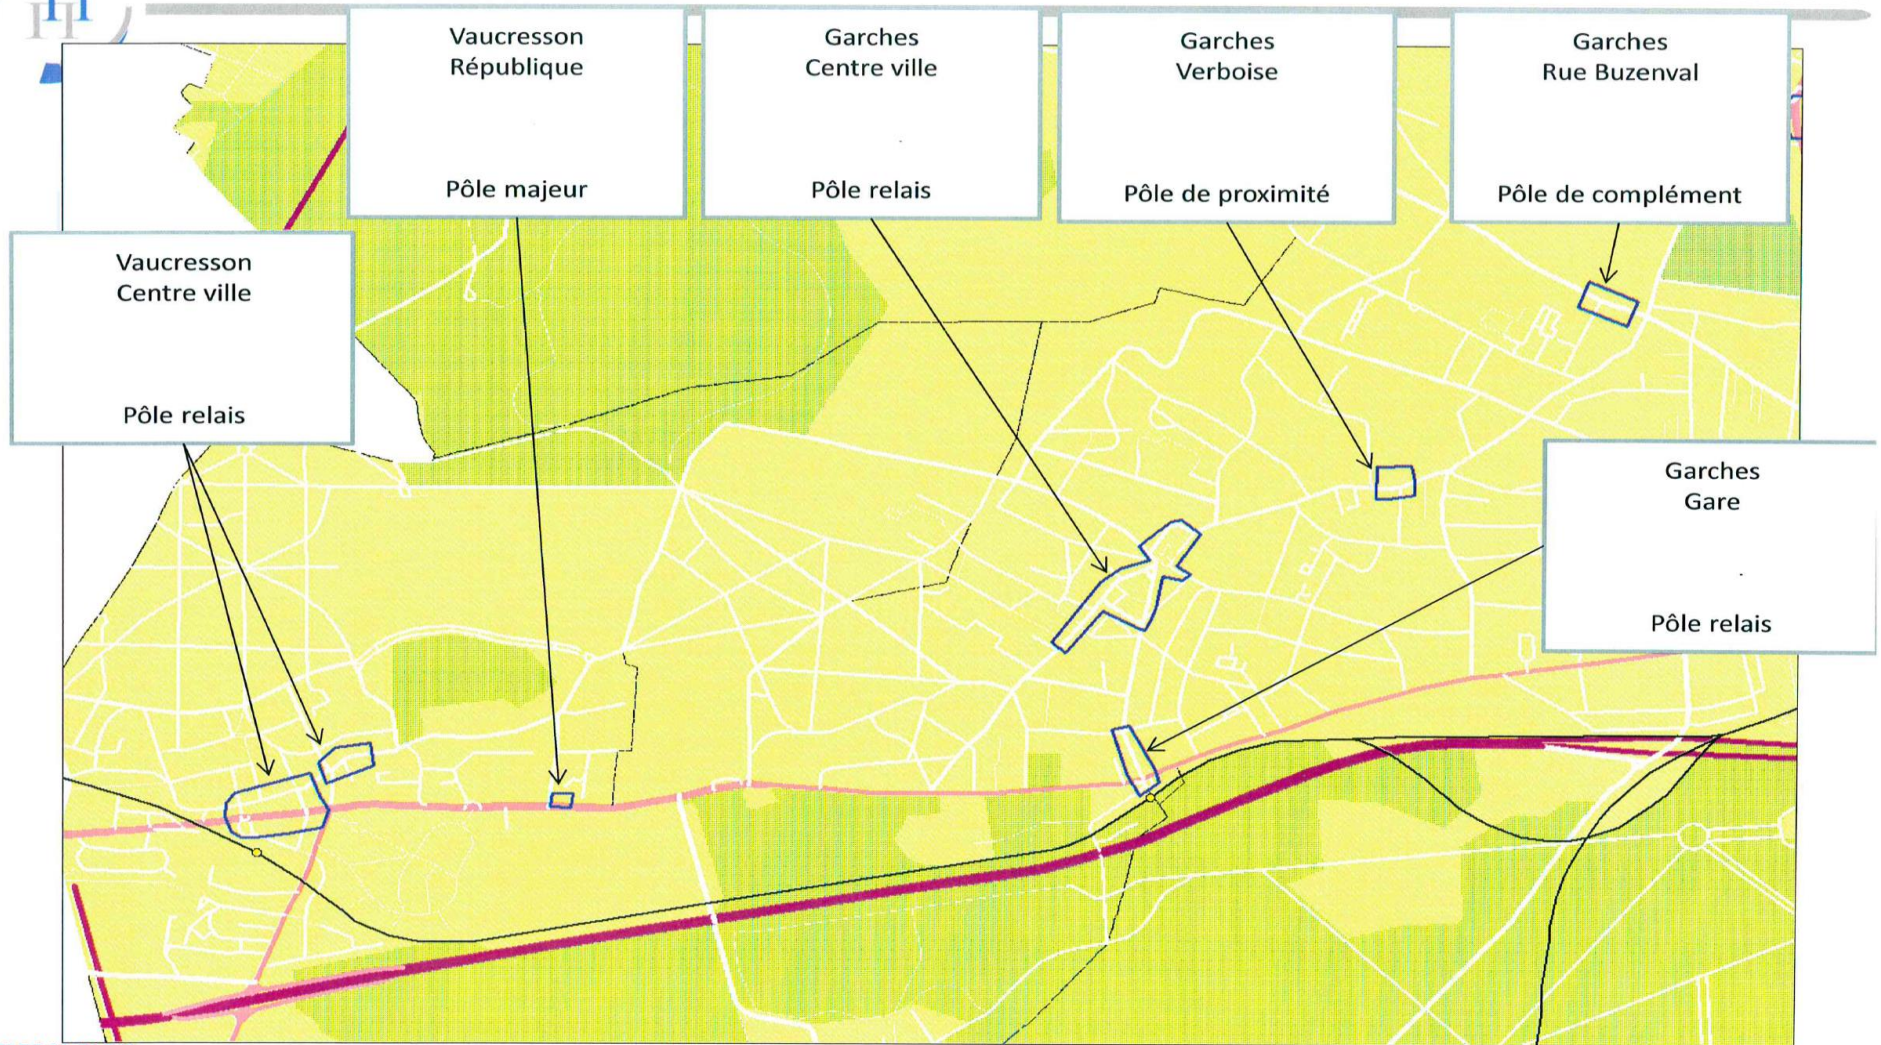 Vaucresson
République
Pôle majeur
Garches
Centre ville
Pôle relais
Garches
Verboise
Pôle de proximité
Garches
Rue Buzenval
Pôle de complément
Vaucresson
Centre ville
Pôle relais
Garches
Gare
Pôle relais